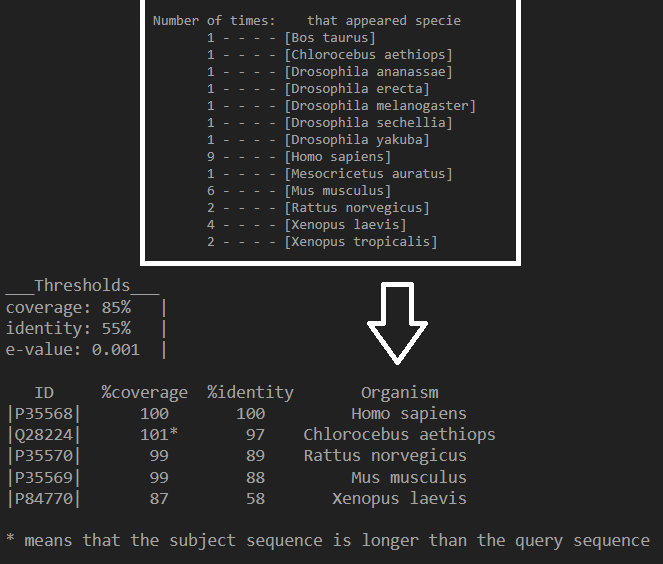 Number of times:    that appeared specie
1 - - - - [Bos taurus]
1 - - - - [Chlorocebus aethiops]
1 - - - - [Drosophila ananassae]
1 - - - - [Drosophila erecta]
1 - - - - [Drosophila melanogaster]
1 - - - - [Drosophila sechellia]
1 - - - - [Drosophila yakuba]
9 - - - - [Homo sapiens]
1 - - - - [Mesocricetus auratus]
6 - - - - [Mus musculus]
2 - - - - [Rattus norvegicus]
4 - - - - [Xenopus laevis]
2 - - - - [Xenopus tropicalis]
___Thresholds___
coverage: 85%   |
identity: 55%   |
e-value: 0.001  |
ID     %coverage  %identity       Organism
|P35568|      100       100         Homo sapiens
|Q28224|      101*       97    Chlorocebus aethiops
|P35570|       99        89    Rattus norvegicus
|P35569|       99        88         Mus musculus
|P84770|       87        58       Xenopus laevis
* means that the subject sequence is longer than the query sequence